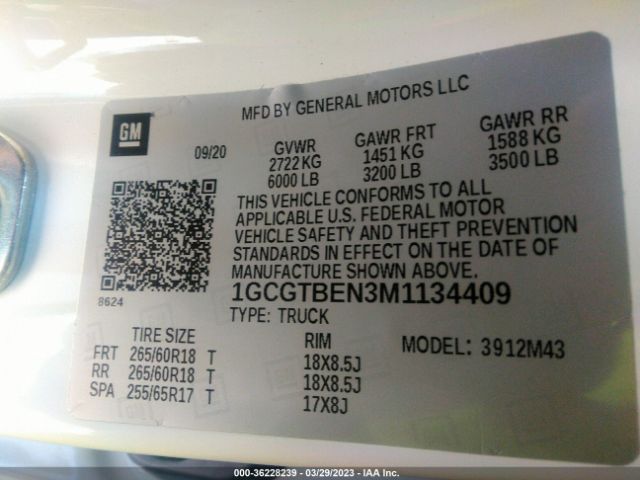 MFD BY GENERAL MOTORS LLC
GM
09/20
GVWR GAWR FRT GAWR RR
2722 KG 1451 KG 1588 KG
6000 LB 3200 LB 3500 LB
THIS VEHICLE CONFORMS TO ALL
APPLICABLE U.S. FEDERAL MOTOR
VEHICLE SAFETY AND THEFT PREVENTION
STANDARDS IN EFFECT ON THE DATE OF
MANUFACTURE SHOWN ABOVE.
8624
1GCGTBEN3M1134409
TYPE: TRUCK
TIRE SIZE RIM MODEL: 3912M43
FRT 265/60R18 T 18X8.5J
RR 265/60R18 T 18X8.5J
SPA 255/65R17 T 17X8J
000-36228239 - 03/29/2023 - IAA Inc.